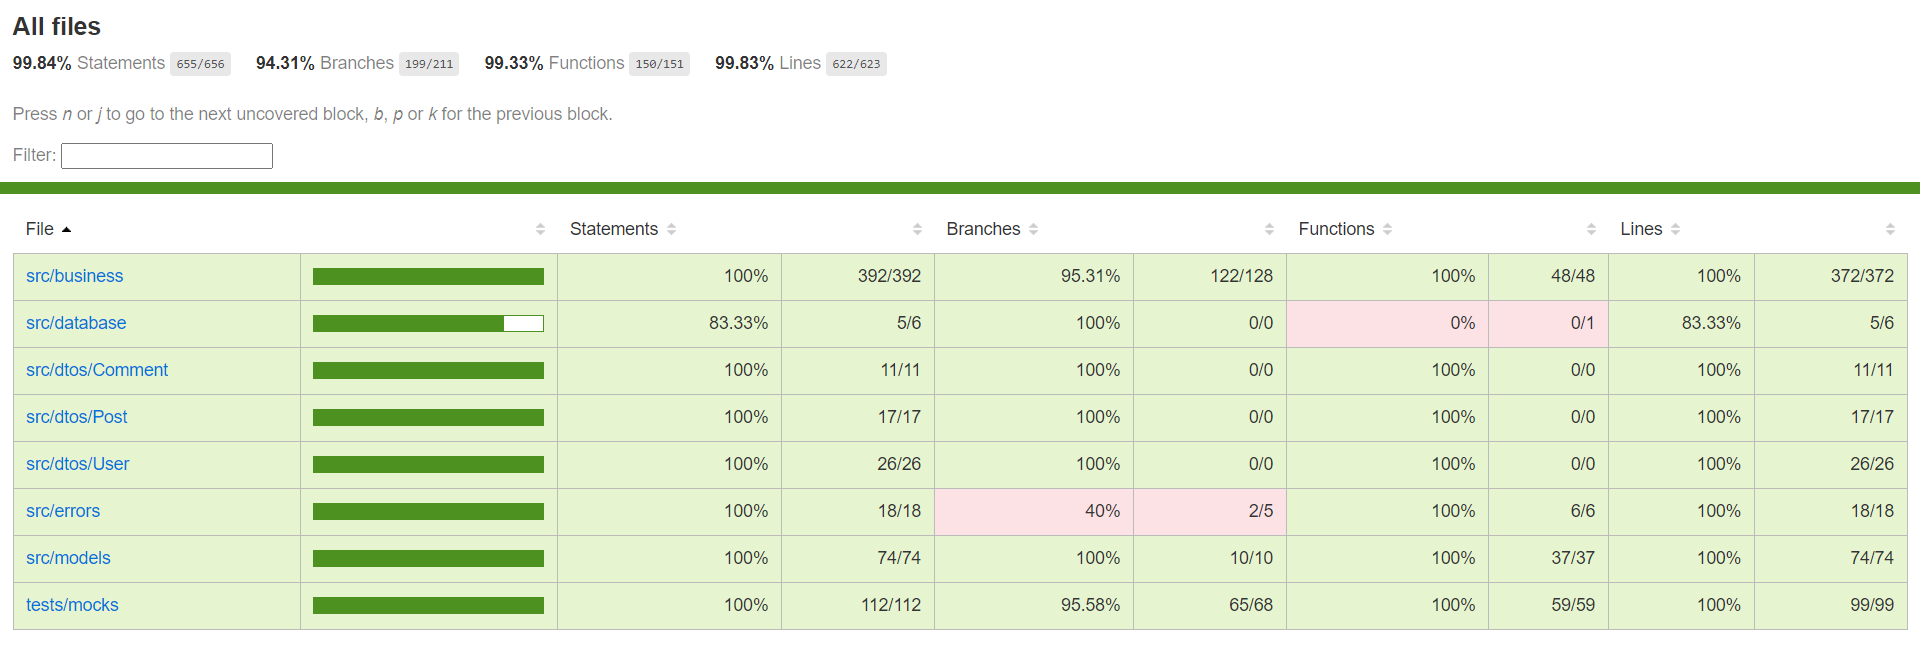 All files
99.84% Statements 655/656 94.31% Branches 199/211 99.33% Functions 150/151 99.83% Lines 622/623
Press n or j to go to the next uncovered block, b, p or k for the previous block.
Filter:
File Statements Branches Functions Lines
src/business 100% 392/392 95.31% 122/128 100% 48/48 100% 372/372
src/database 83.33% 5/6 100% 0/0 0% 0/1 83.33% 5/6
src/dtos/Comment 100% 11/11 100% 0/0 100% 0/0 100% 11/11
src/dtos/Post 100% 17/17 100% 0/0 100% 0/0 100% 17/17
src/dtos/User 100% 26/26 100% 0/0 100% 0/0 100% 26/26
src/errors 100% 18/18 40% 2/5 100% 6/6 100% 18/18
src/models 100% 74/74 100% 10/10 100% 37/37 100% 74/74
tests/mocks 100% 112/112 95.58% 65/68 100% 59/59 100% 99/99